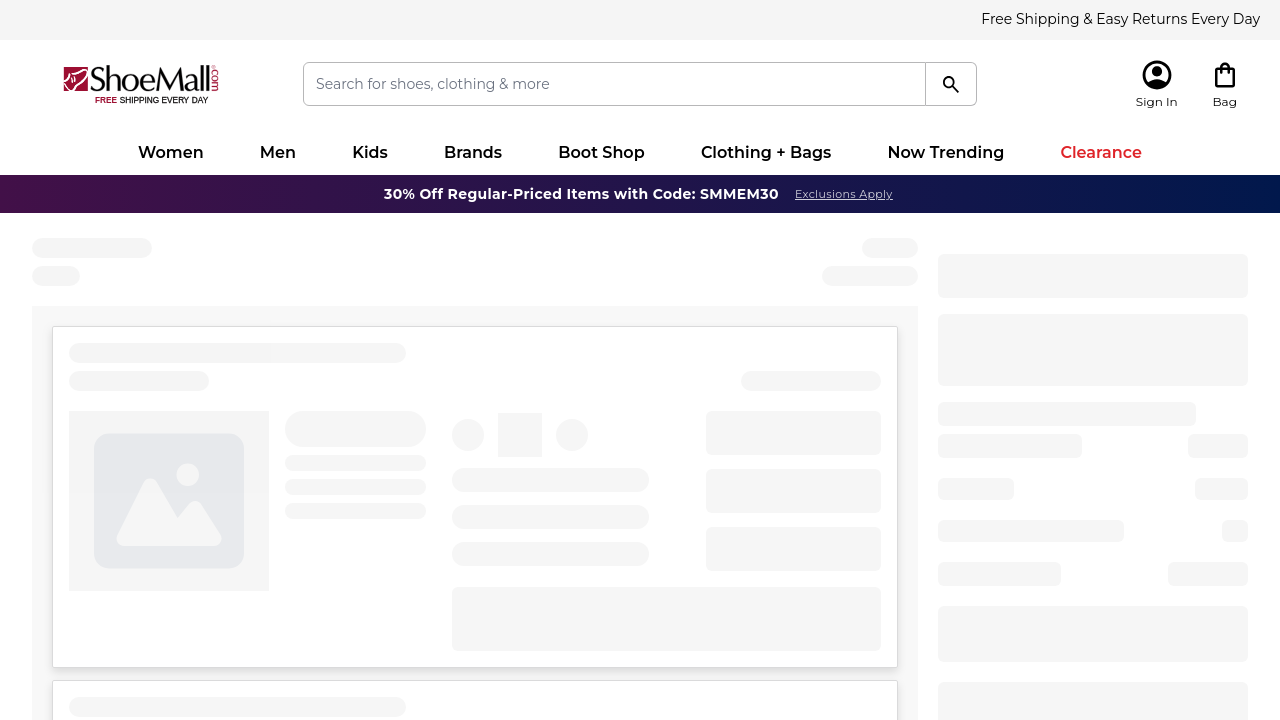 Free Shipping & Easy Returns Every Day
ShoeMall.com
FREE SHIPPING EVERY DAY
Search for shoes, clothing & more
Sign In
Bag
Women
Men
Kids
Brands
Boot Shop
Clothing + Bags
Now Trending
Clearance
30% Off Regular-Priced Items with Code: SMMEM30
Exclusions Apply